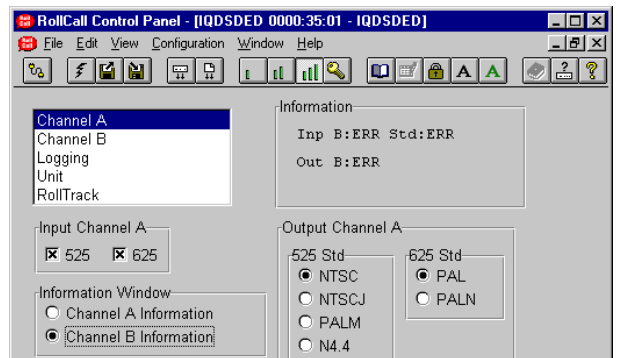 RollCall Control Panel - [IQDSDED 0000:35:01 - IQDSDED]
File Edit View Configuration Window Help
A A ? ?
Channel A
Channel B
Logging
Unit
RollTrack
Information
Inp B:ERR Std:ERR
Out B:ERR
Input Channel A
525 625
Information Window
Channel A Information
Channel B Information
Output Channel A
525 Std
NTSC
NTSCJ
PALM
N4.4
625 Std
PAL
PALN